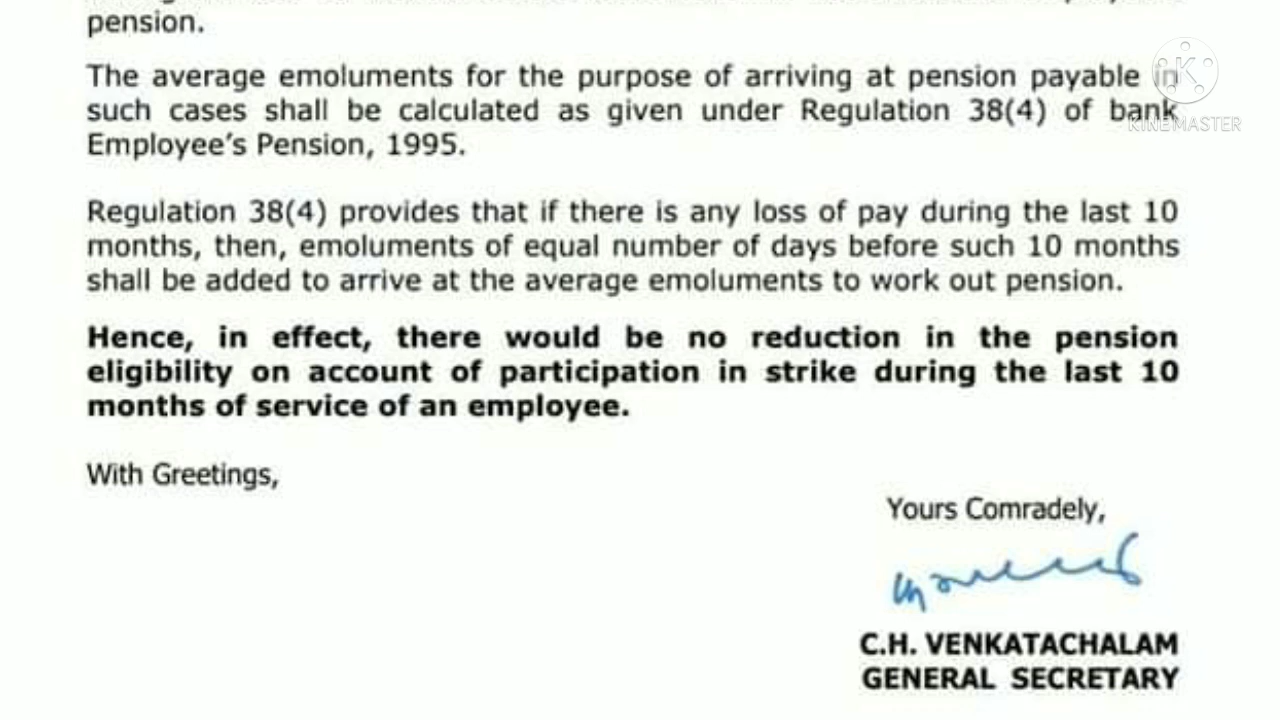 pension.
The average emoluments for the purpose of arriving at pension payable in
such cases shall be calculated as given under Regulation 38(4) of bank
Employee's Pension, 1995.
Regulation 38(4) provides that if there is any loss of pay during the last 10
months, then, emoluments of equal number of days before such 10 months
shall be added to arrive at the average emoluments to work out pension.
Hence, in effect, there would be no reduction in the pension
eligibility on account of participation in strike during the last 10
months of service of an employee.
With Greetings,
Yours Comradely,
C.H. VENKATACHALAM
GENERAL SECRETARY
K
KINEMASTER